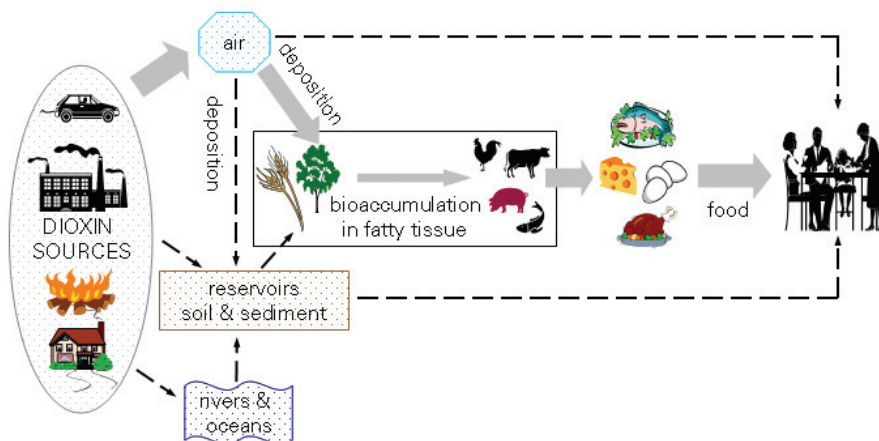 air
deposition
deposition
DIOXIN
SOURCES
bioaccumulation
in fatty tissue
food
reservoirs
soil & sediment
rivers &
oceans